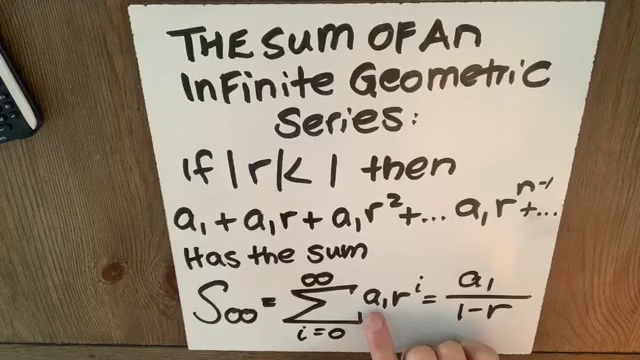 THE SUM OF An
InFinite Geometric
Series:
if |r|< 1 then
a₁ + a₁r + a₁r² +... a₁rⁿ⁻¹ +...
Has the sum
S∞ = ∞∑i=0 a₁rⁱ = a₁/1-r